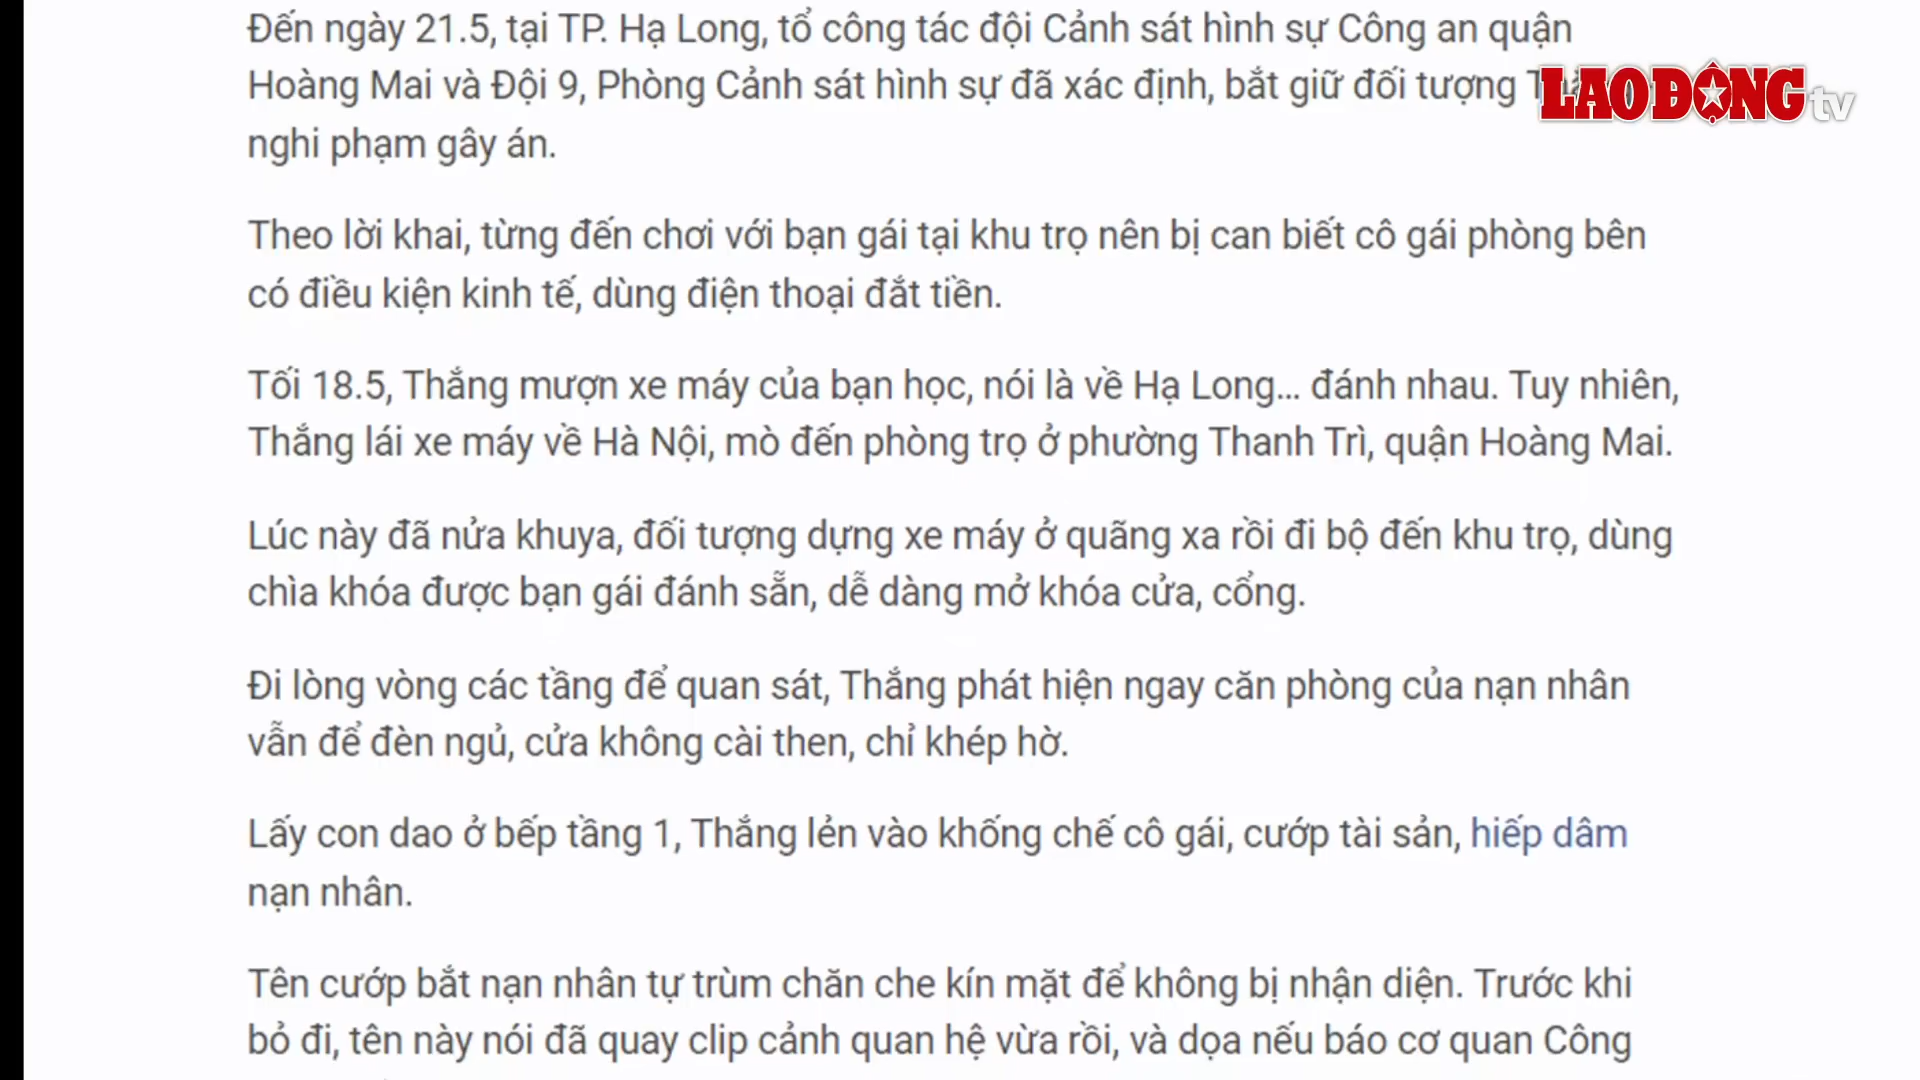 Đến ngày 21.5, tại TP. Hạ Long, tổ công tác đội Cảnh sát hình sự Công an quận
Hoàng Mai và Đội 9, Phòng Cảnh sát hình sự đã xác định, bắt giữ đối tượng
LAO ĐỘNG tv
nghi phạm gây án.
Theo lời khai, từng đến chơi với bạn gái tại khu trọ nên bị can biết cô gái phòng bên
có điều kiện kinh tế, dùng điện thoại đắt tiền.
Tối 18.5, Thắng mượn xe máy của bạn học, nói là về Hạ Long... đánh nhau. Tuy nhiên,
Thắng lái xe máy về Hà Nội, mò đến phòng trọ ở phường Thanh Trì, quận Hoàng Mai.
Lúc này đã nửa khuya, đối tượng dựng xe máy ở quãng xa rồi đi bộ đến khu trọ, dùng
chìa khóa được bạn gái đánh sẵn, dễ dàng mở khóa cửa, cổng.
Đi lòng vòng các tầng để quan sát, Thắng phát hiện ngay căn phòng của nạn nhân
vẫn để đèn ngủ, cửa không cài then, chỉ khép hờ.
Lấy con dao ở bếp tầng 1, Thắng lẻn vào khống chế cô gái, cướp tài sản, hiếp dâm
nạn nhân.
Tên cướp bắt nạn nhân tự trùm chăn che kín mặt để không bị nhận diện. Trước khi
bỏ đi, tên này nói đã quay clip cảnh quan hệ vừa rồi, và dọa nếu báo cơ quan Công